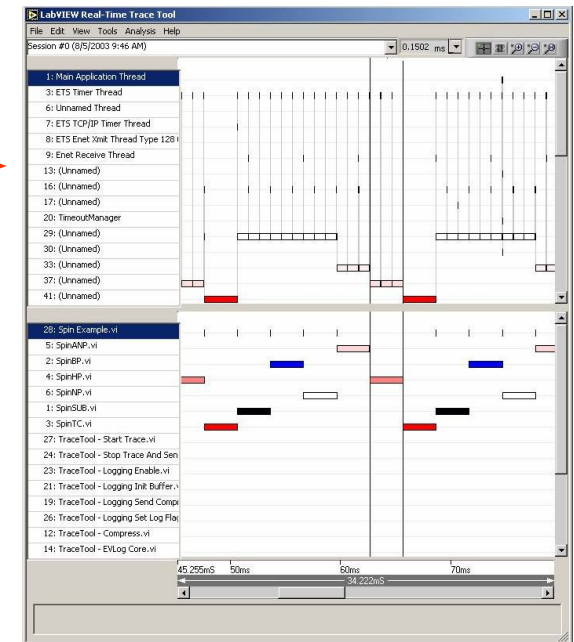 LabVIEW Real-Time Trace Tool
File Edit View Tools Analysis Help
Session #0 (8/5/2003 9:46 AM)
0.1502 ms
1: Main Application Thread
3: ETS Timer Thread
6: Unnamed Thread
7: ETS TCP/IP Timer Thread
8: ETS Enet Xmit Thread Type 128
9: Enet Receive Thread
13: (Unnamed)
16: (Unnamed)
17: (Unnamed)
20: TimeoutManager
29: (Unnamed)
30: (Unnamed)
33: (Unnamed)
37: (Unnamed)
41: (Unnamed)
28: Spin Example.vi
5: SpinANP.vi
2: SpinBP.vi
4: SpinHP.vi
6: SpinNP.vi
1: SpinSUB.vi
3: SpinTC.vi
27: TraceTool - Start Trace.vi
24: TraceTool - Stop Trace And Sen
23: TraceTool - Logging Enable.vi
21: TraceTool - Logging Init Buffer.v
19: TraceTool - Logging Send Compr
26: TraceTool - Logging Set Log Flag
12: TraceTool - Compress.vi
14: TraceTool - EVLog Core.vi
45.255mS 50ms 60ms 70ms
34.222mS